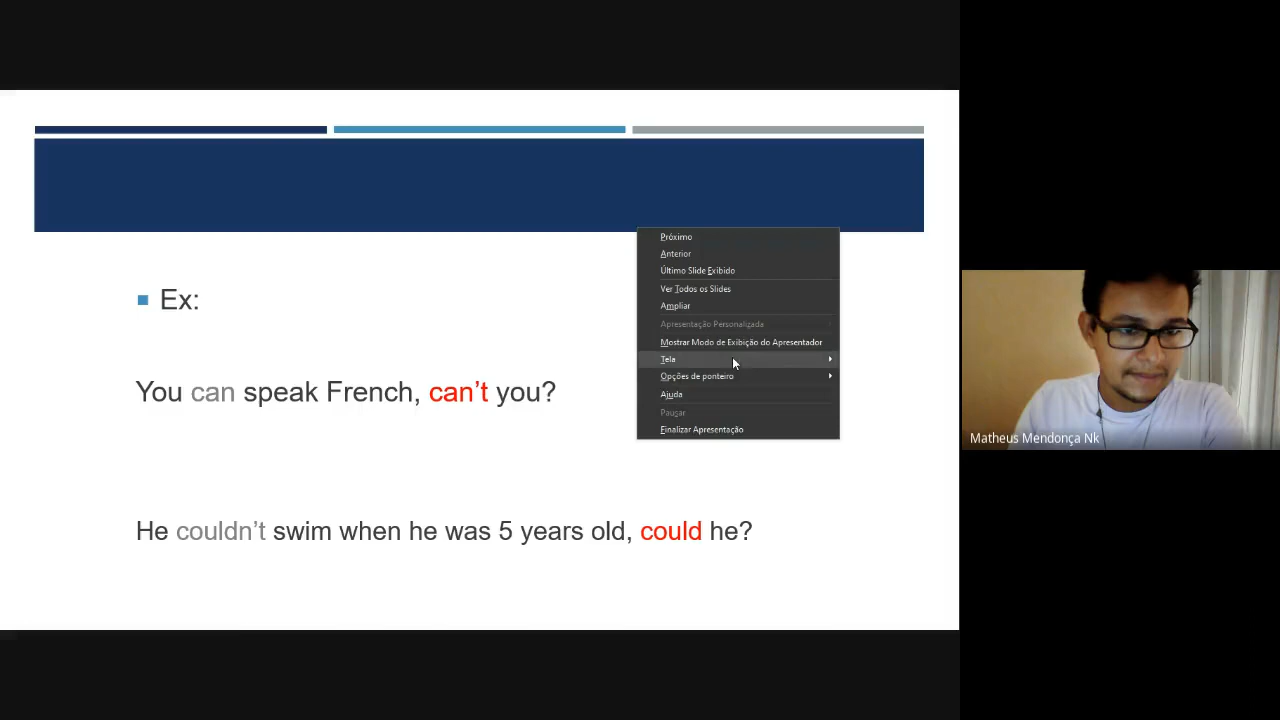 Próximo
Anterior
Último Slide Exibido
Ver Todos os Slides
Ampliar
Apresentação Personalizada
Mostrar Modo de Exibição do Apresentador
Tela
Opções de ponteiro
Ajuda
Pausar
Finalizar Apresentação
Ex:
You can speak French, can't you?
He couldn't swim when he was 5 years old, could he?
Matheus Mendonça Nk